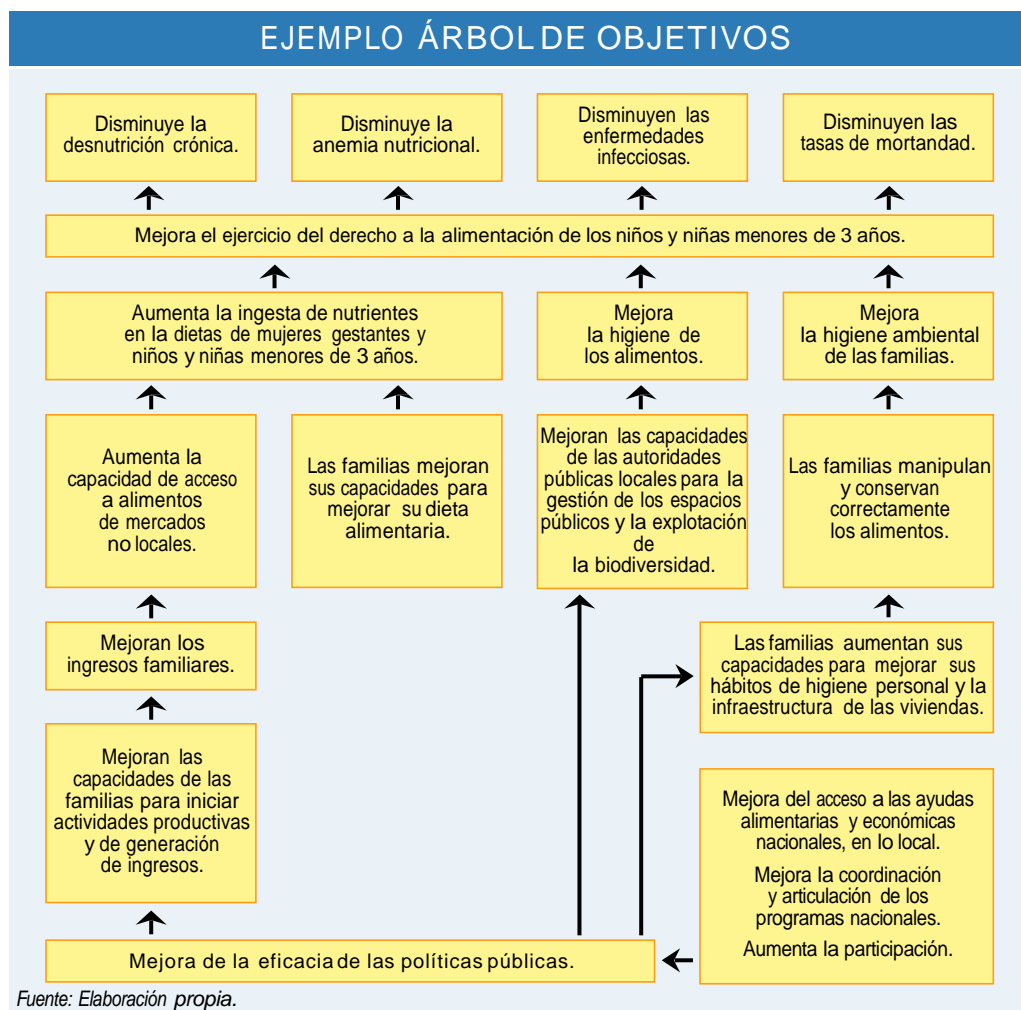 EJEMPLO ÁRBOL DE OBJETIVOS
Disminuye la
desnutrición crónica.
Disminuye la
anemia nutricional.
Disminuyen las
enfermedades
infecciosas.
Disminuyen las
tasas de mortandad.
Mejora el ejercicio del derecho a la alimentación de los niños y niñas menores de 3 años.
Aumenta la ingesta de nutrientes
en la dietas de mujeres gestantes y
niños y niñas menores de 3 años.
Mejora
la higiene de
los alimentos.
Mejora
la higiene ambiental
de las familias.
Aumenta la
capacidad de acceso
a alimentos
de mercados
no locales.
Las familias mejoran
sus capacidades para
mejorar su dieta
alimentaria.
Mejoran las capacidades
de las autoridades
públicas locales para la
gestión de los espacios
públicos y la explotación
de
la biodiversidad.
Las familias manipulan
y conservan
correctamente
los alimentos.
Mejoran los
ingresos familiares.
Las familias aumentan sus
capacidades para mejorar sus
hábitos de higiene personal y la
infraestructura de las viviendas.
Mejoran las
capacidades de las
familias para iniciar
actividades productivas
y de generación
de ingresos.
Mejora del acceso a las ayudas
alimentarias y económicas
nacionales, en lo local.
Mejora la coordinación
y articulación de los
programas nacionales.
Aumenta la participación.
Mejora de la eficacia de las políticas públicas.
Fuente: Elaboración propia.